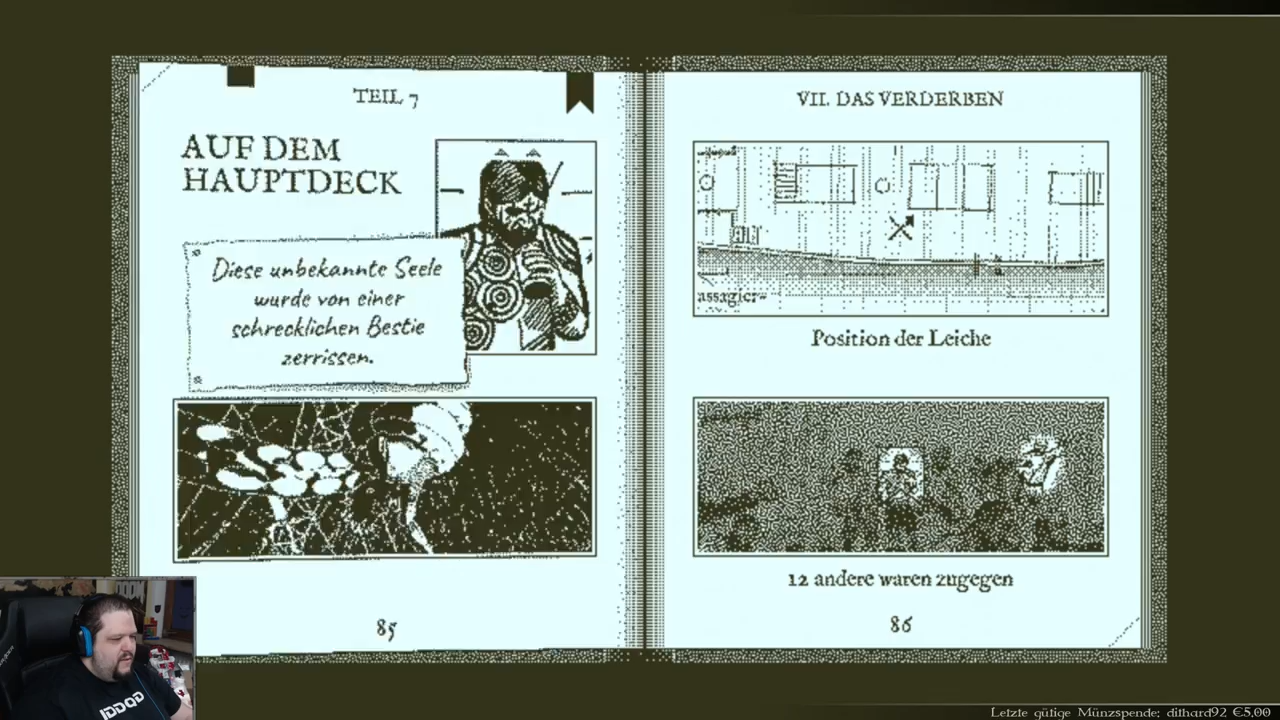 TEIL 7
AUF DEM
HAUPTDECK
Diese unbekannte Seele
wurde von einer
schrecklichen Bestie
zerrissen.
85
VII. DAS VERDERBEN
Position der Leiche
12 andere waren zugegen
86
IDDQD
Letzte gütige Münzspende: dithard92 €5,00